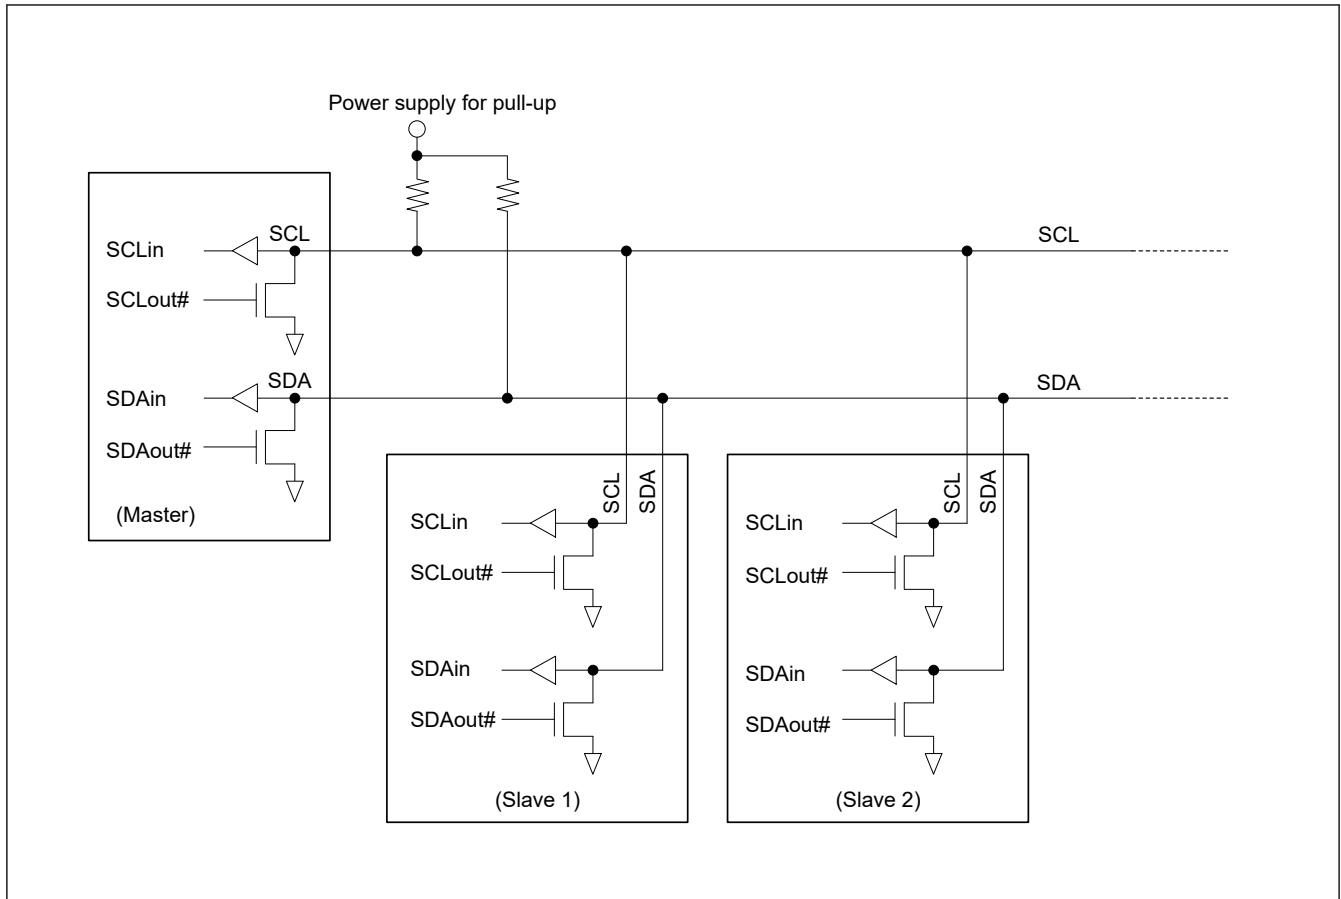 Power supply for pull-up
SCL
SCL
SCLin
SCLout#
SDA
SDA
SDAin
SDAout#
(Master)
SCL
SDA
SCL
SDA
SCLin
SCLin
SCLout#
SCLout#
SDAin
SDAin
SDAout#
SDAout#
(Slave 1)
(Slave 2)